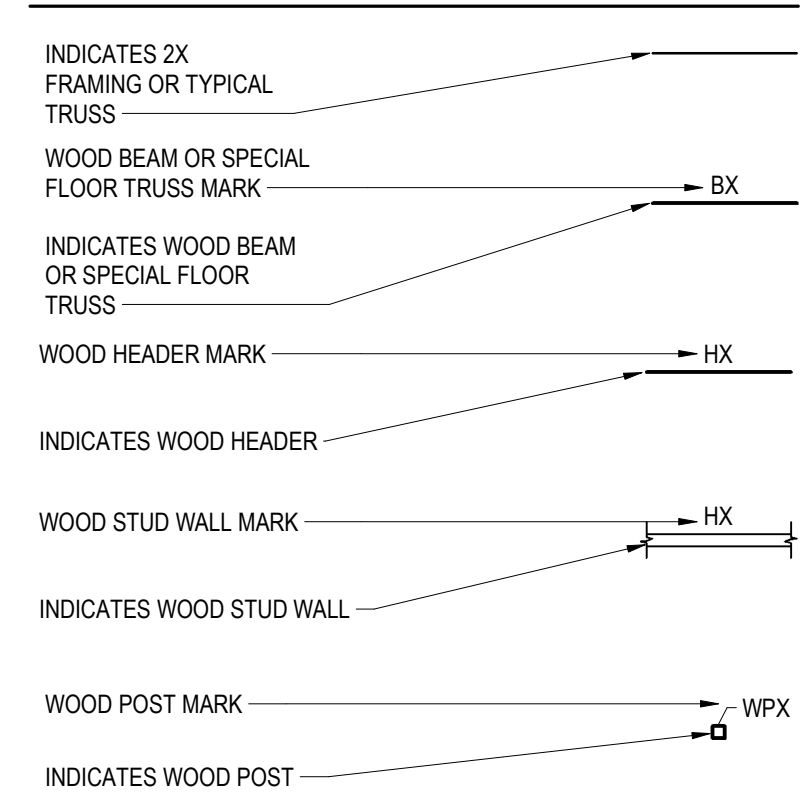 INDICATES 2X
FRAMING OR TYPICAL
TRUSS
WOOD BEAM OR SPECIAL
FLOOR TRUSS MARK
BX
INDICATES WOOD BEAM
OR SPECIAL FLOOR
TRUSS
WOOD HEADER MARK
HX
INDICATES WOOD HEADER
WOOD STUD WALL MARK
HX
INDICATES WOOD STUD WALL
WOOD POST MARK
WPX
INDICATES WOOD POST